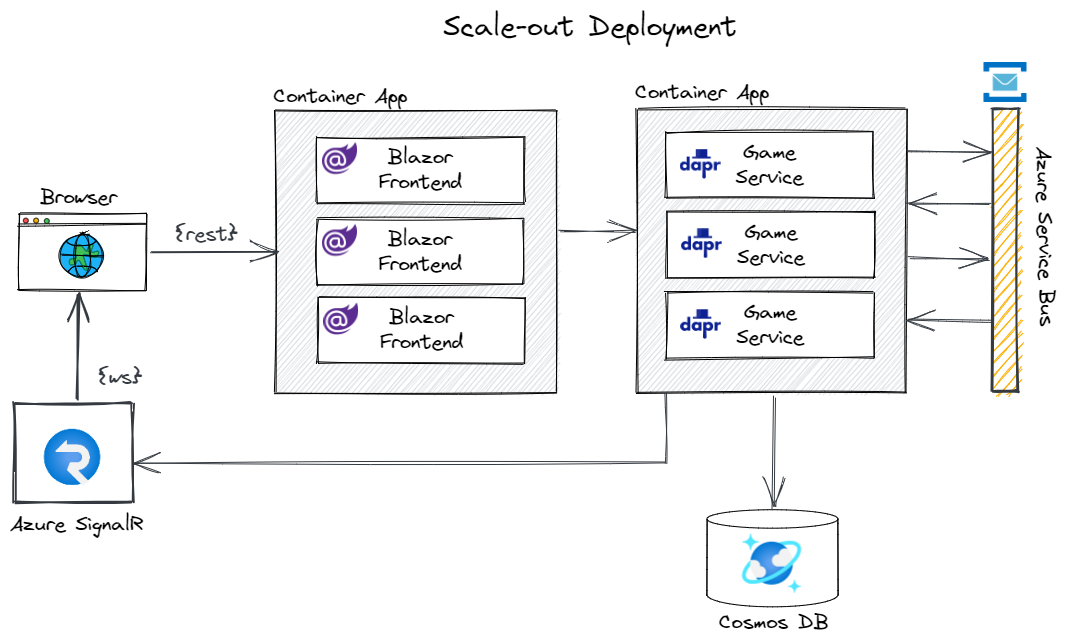 Scale-out Deployment
Container App
Container App
@
Blazor
Frontend
@
Blazor
Frontend
@
Blazor
Frontend
dapr
Game
Service
dapr
Game
Service
dapr
Game
Service
Azure Service Bus
Browser
{rest}
{ws}
Azure SignalR
Cosmos DB